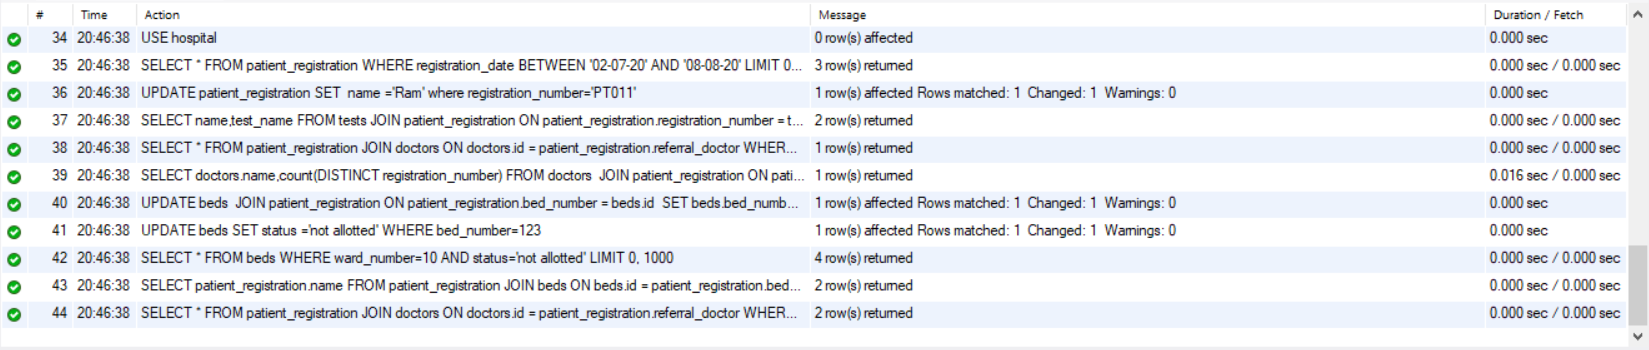 # Time Action Message Duration / Fetch
34 20:46:38 USE hospital 0 row(s) affected 0.000 sec
35 20:46:38 SELECT * FROM patient_registration WHERE registration_date BETWEEN '02-07-20' AND '08-08-20' LIMIT 0... 3 row(s) returned 0.000 sec / 0.000 sec
36 20:46:38 UPDATE patient_registration SET  name ='Ram' where registration_number='PT011' 1 row(s) affected Rows matched: 1  Changed: 1  Warnings: 0 0.000 sec
37 20:46:38 SELECT name,test_name FROM tests JOIN patient_registration ON patient_registration.registration_number = t... 2 row(s) returned 0.000 sec / 0.000 sec
38 20:46:38 SELECT * FROM patient_registration JOIN doctors ON doctors.id = patient_registration.referral_doctor WHER... 1 row(s) returned 0.000 sec / 0.000 sec
39 20:46:38 SELECT doctors.name,count(DISTINCT registration_number) FROM doctors  JOIN patient_registration ON pati... 1 row(s) returned 0.016 sec / 0.000 sec
40 20:46:38 UPDATE beds  JOIN patient_registration ON patient_registration.bed_number = beds.id  SET beds.bed_numb... 1 row(s) affected Rows matched: 1  Changed: 1  Warnings: 0 0.000 sec
41 20:46:38 UPDATE beds SET status ='not allotted' WHERE bed_number=123 1 row(s) affected Rows matched: 1  Changed: 1  Warnings: 0 0.000 sec
42 20:46:38 SELECT * FROM beds WHERE ward_number=10 AND status='not allotted' LIMIT 0, 1000 4 row(s) returned 0.000 sec / 0.000 sec
43 20:46:38 SELECT patient_registration.name FROM patient_registration JOIN beds ON beds.id = patient_registration.bed... 2 row(s) returned 0.000 sec / 0.000 sec
44 20:46:38 SELECT * FROM patient_registration JOIN doctors ON doctors.id = patient_registration.referral_doctor WHER... 2 row(s) returned 0.000 sec / 0.000 sec